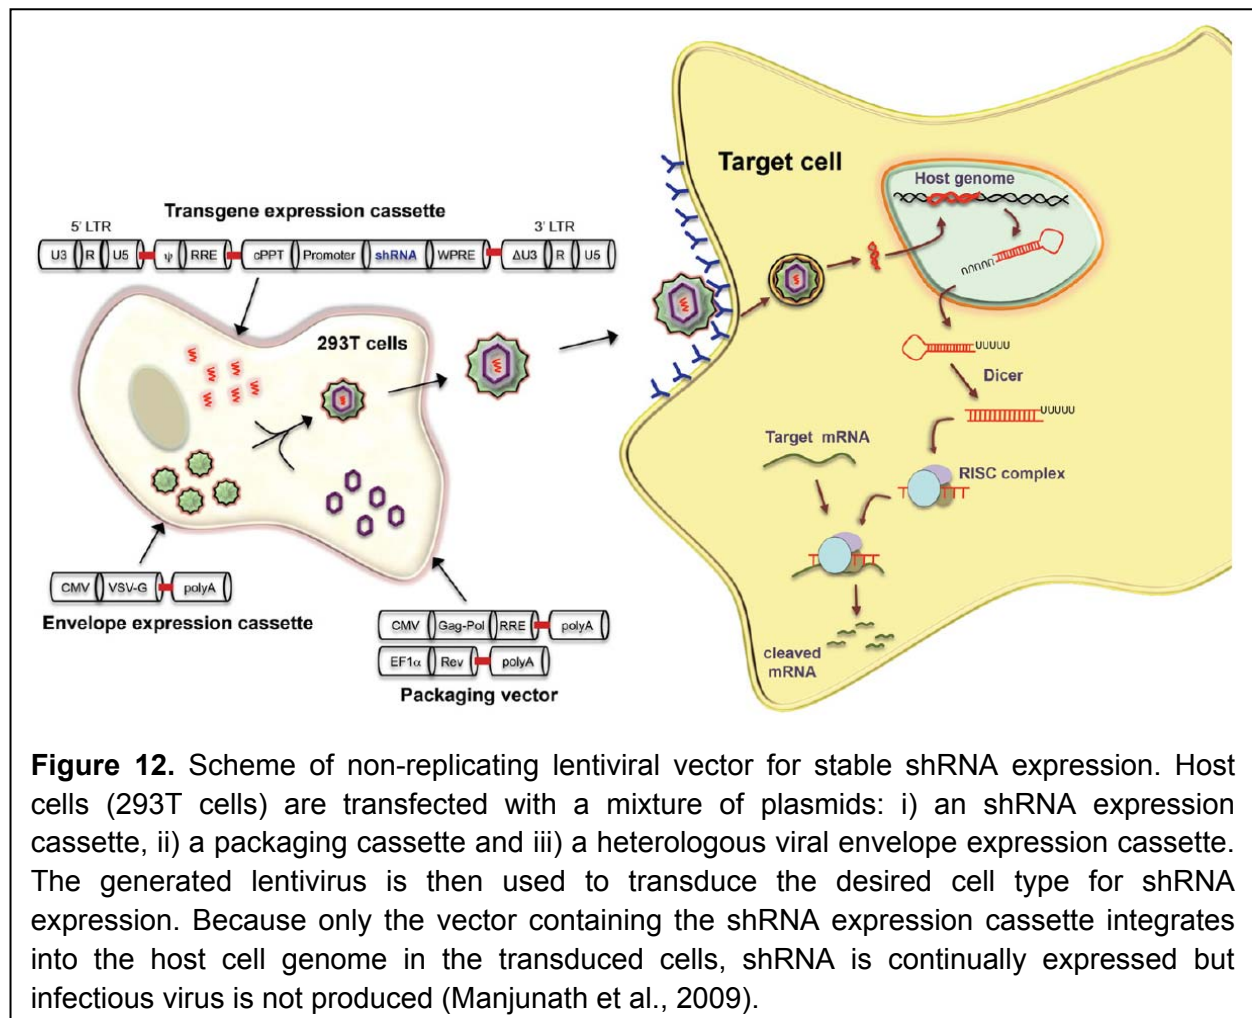 Transgene expression cassette
5′ LTR
3′ LTR
U3 R U5 ψ RRE cPPT Promoter shRNA WPRE ΔU3 R U5
293T cells
CMV VSV-G polyA
Envelope expression cassette
CMV Gag-Pol RRE polyA
EF1α Rev polyA
Packaging vector
Target cell
Host genome
UUUUU
Dicer
UUUUU
Target mRNA
RISC complex
cleaved
mRNA
Figure 12. Scheme of non-replicating lentiviral vector for stable shRNA expression. Host
cells (293T cells) are transfected with a mixture of plasmids: i) an shRNA expression
cassette, ii) a packaging cassette and iii) a heterologous viral envelope expression cassette.
The generated lentivirus is then used to transduce the desired cell type for shRNA
expression. Because only the vector containing the shRNA expression cassette integrates
into the host cell genome in the transduced cells, shRNA is continually expressed but
infectious virus is not produced (Manjunath et al., 2009).